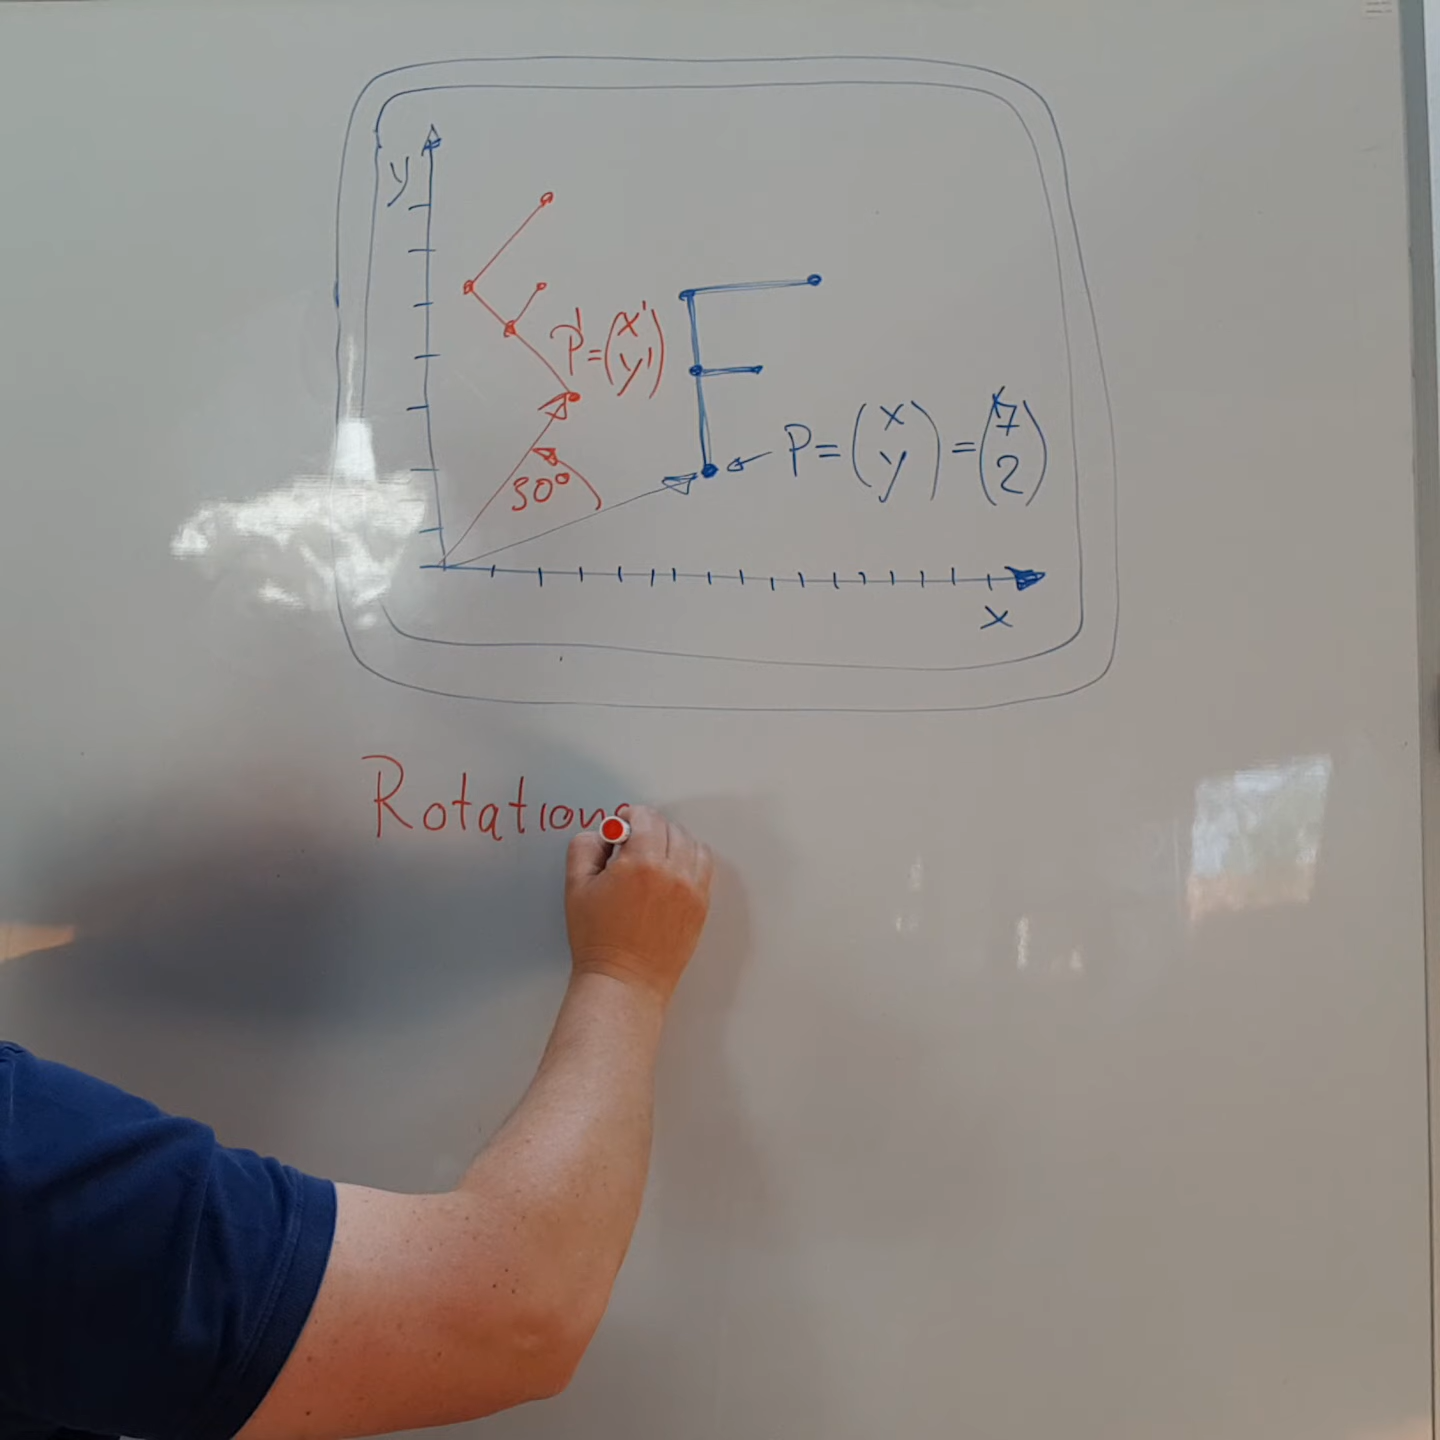 y
P' = (x' y')
P = (x y) = (7 2)
30°
x
Rotations